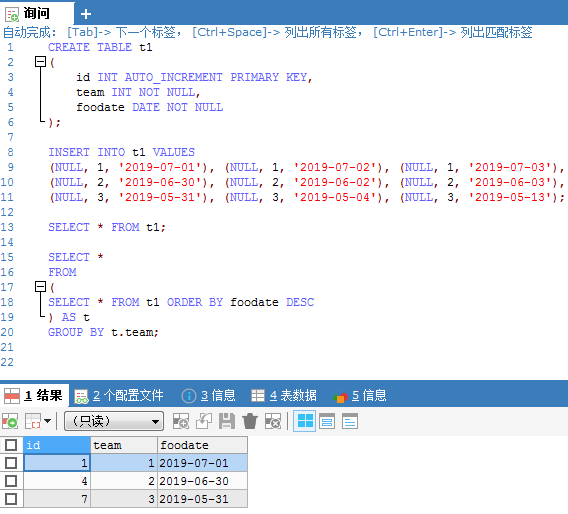 询问
自动完成： [Tab]-> 下一个标签， [Ctrl+Space]-> 列出所有标签， [Ctrl+Enter]-> 列出匹配标签
1 CREATE TABLE t1
2 (
3 id INT AUTO_INCREMENT PRIMARY KEY,
4 team INT NOT NULL,
5 foodate DATE NOT NULL
6 );
7
8 INSERT INTO t1 VALUES
9 (NULL, 1, '2019-07-01'), (NULL, 1, '2019-07-02'), (NULL, 1, '2019-07-03'),
10 (NULL, 2, '2019-06-30'), (NULL, 2, '2019-06-02'), (NULL, 2, '2019-06-03'),
11 (NULL, 3, '2019-05-31'), (NULL, 3, '2019-05-04'), (NULL, 3, '2019-05-13');
12
13 SELECT * FROM t1;
14
15 SELECT *
16 FROM
17 (
18 SELECT * FROM t1 ORDER BY foodate DESC
19 ) AS t
20 GROUP BY t.team;
21
22
1 结果 2 个配置文件 3 信息 4 表数据 5 信息
（只读）
id team foodate
1 1 2019-07-01
4 2 2019-06-30
7 3 2019-05-31